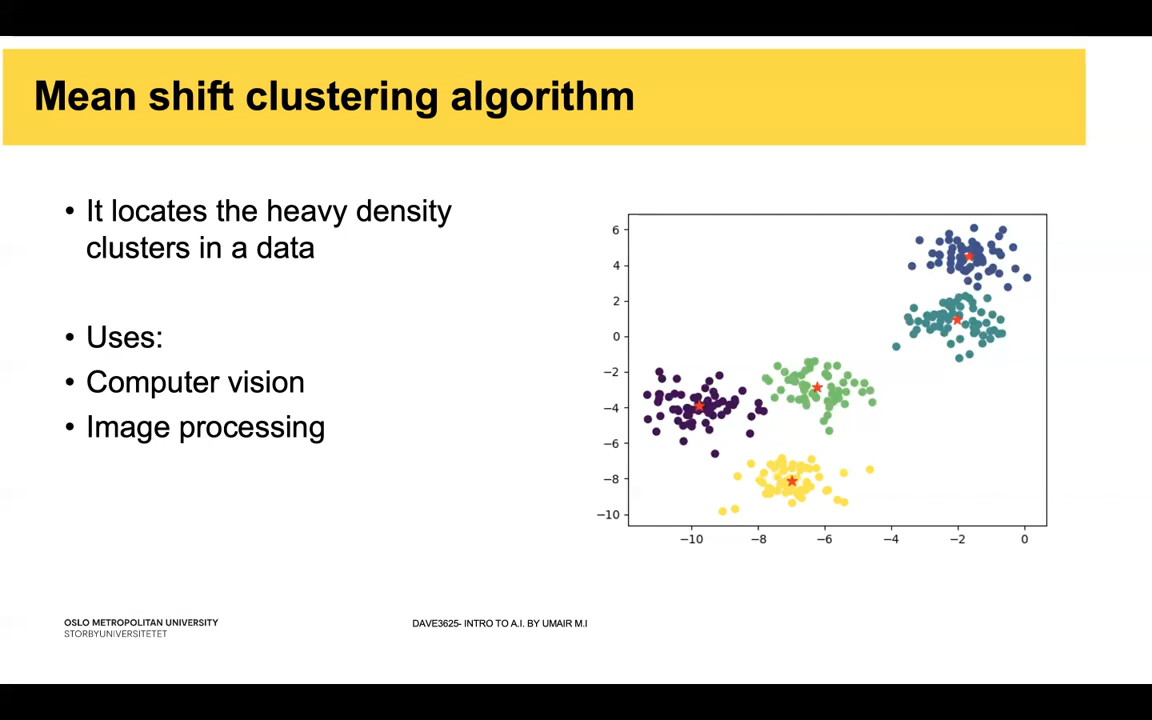 Mean shift clustering algorithm
• It locates the heavy density
clusters in a data
• Uses:
• Computer vision
• Image processing
6
4
2
0
−2
−4
−6
−8
−10
−10 −8 −6 −4 −2 0
OSLO METROPOLITAN UNIVERSITY
STORBYUNIVERSITETET
DAVE3625- INTRO TO A.I. BY UMAIR M.I